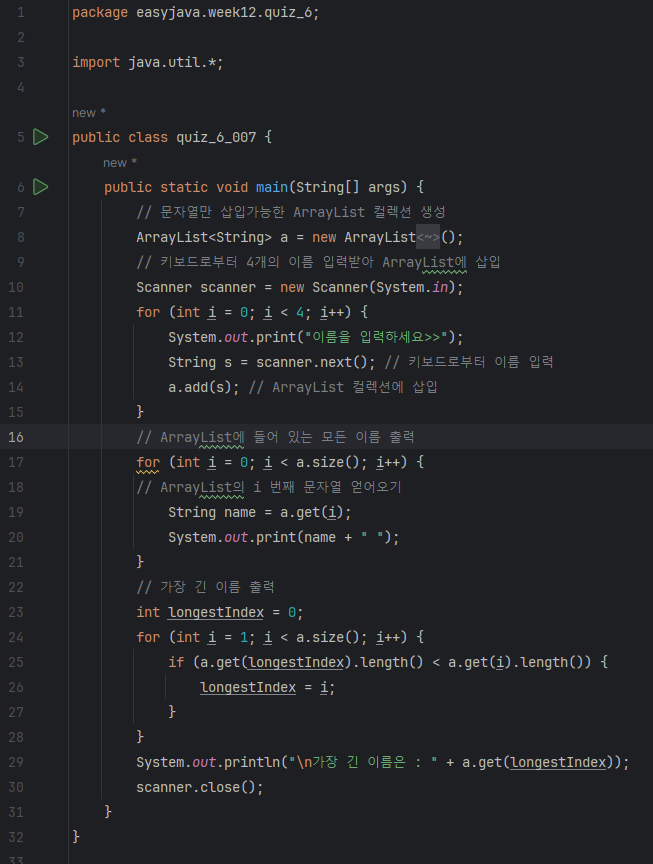 1 package easyjava.week12.quiz_6;
2
3 import java.util.*;
4
new *
5 public class quiz_6_007 {
new *
6 public static void main(String[] args) {
7 // 문자열만 삽입가능한 ArrayList 컬렉션 생성
8 ArrayList<String> a = new ArrayList<~>();
9 // 키보드로부터 4개의 이름 입력받아 ArrayList에 삽입
10 Scanner scanner = new Scanner(System.in);
11 for (int i = 0; i < 4; i++) {
12 System.out.print("이름을 입력하세요>>");
13 String s = scanner.next(); // 키보드로부터 이름 입력
14 a.add(s); // ArrayList 컬렉션에 삽입
15 }
16 // ArrayList에 들어 있는 모든 이름 출력
17 for (int i = 0; i < a.size(); i++) {
18 // ArrayList의 i 번째 문자열 얻어오기
19 String name = a.get(i);
20 System.out.print(name + " ");
21 }
22 // 가장 긴 이름 출력
23 int longestIndex = 0;
24 for (int i = 1; i < a.size(); i++) {
25 if (a.get(longestIndex).length() < a.get(i).length()) {
26 longestIndex = i;
27 }
28 }
29 System.out.println("\n가장 긴 이름은 : " + a.get(longestIndex));
30 scanner.close();
31 }
32 }
33